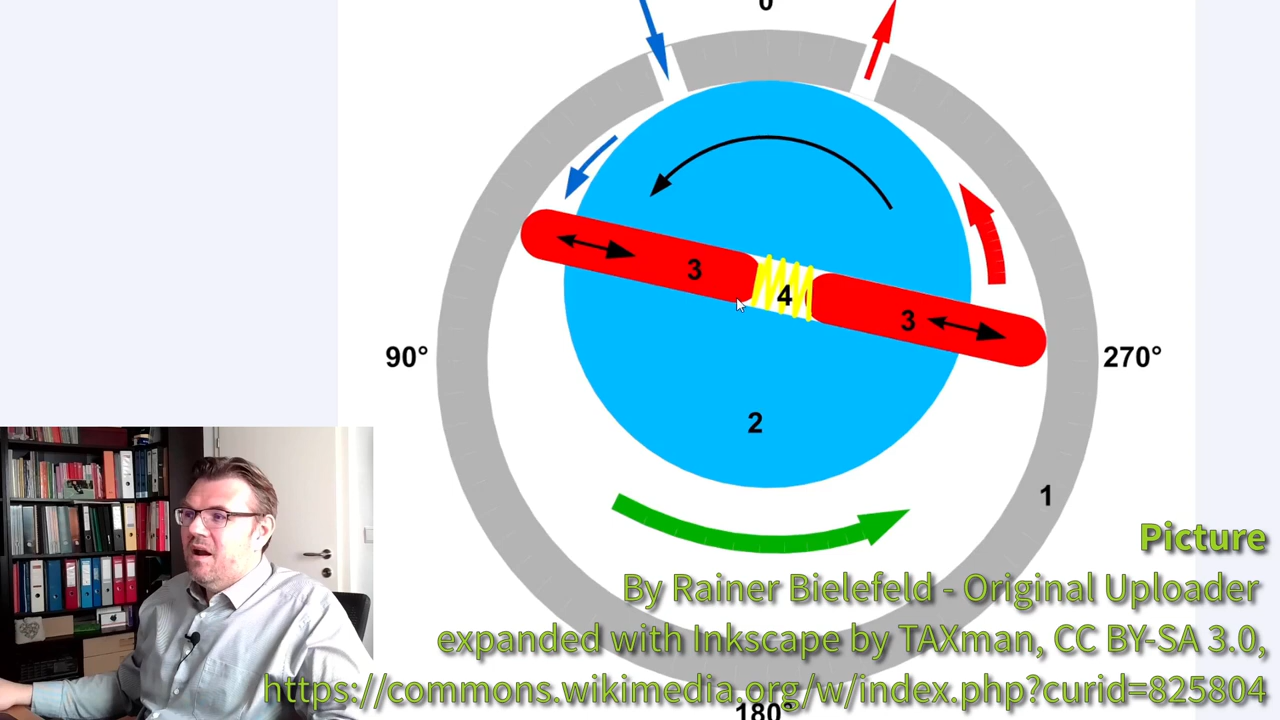 0
3
4
3
90°
270°
2
1
Picture
By Rainer Bielefeld - Original Uploader
expanded with Inkscape by TAXman, CC BY-SA 3.0,
https://commons.wikimedia.org/w/index.php?curid=825804
180°